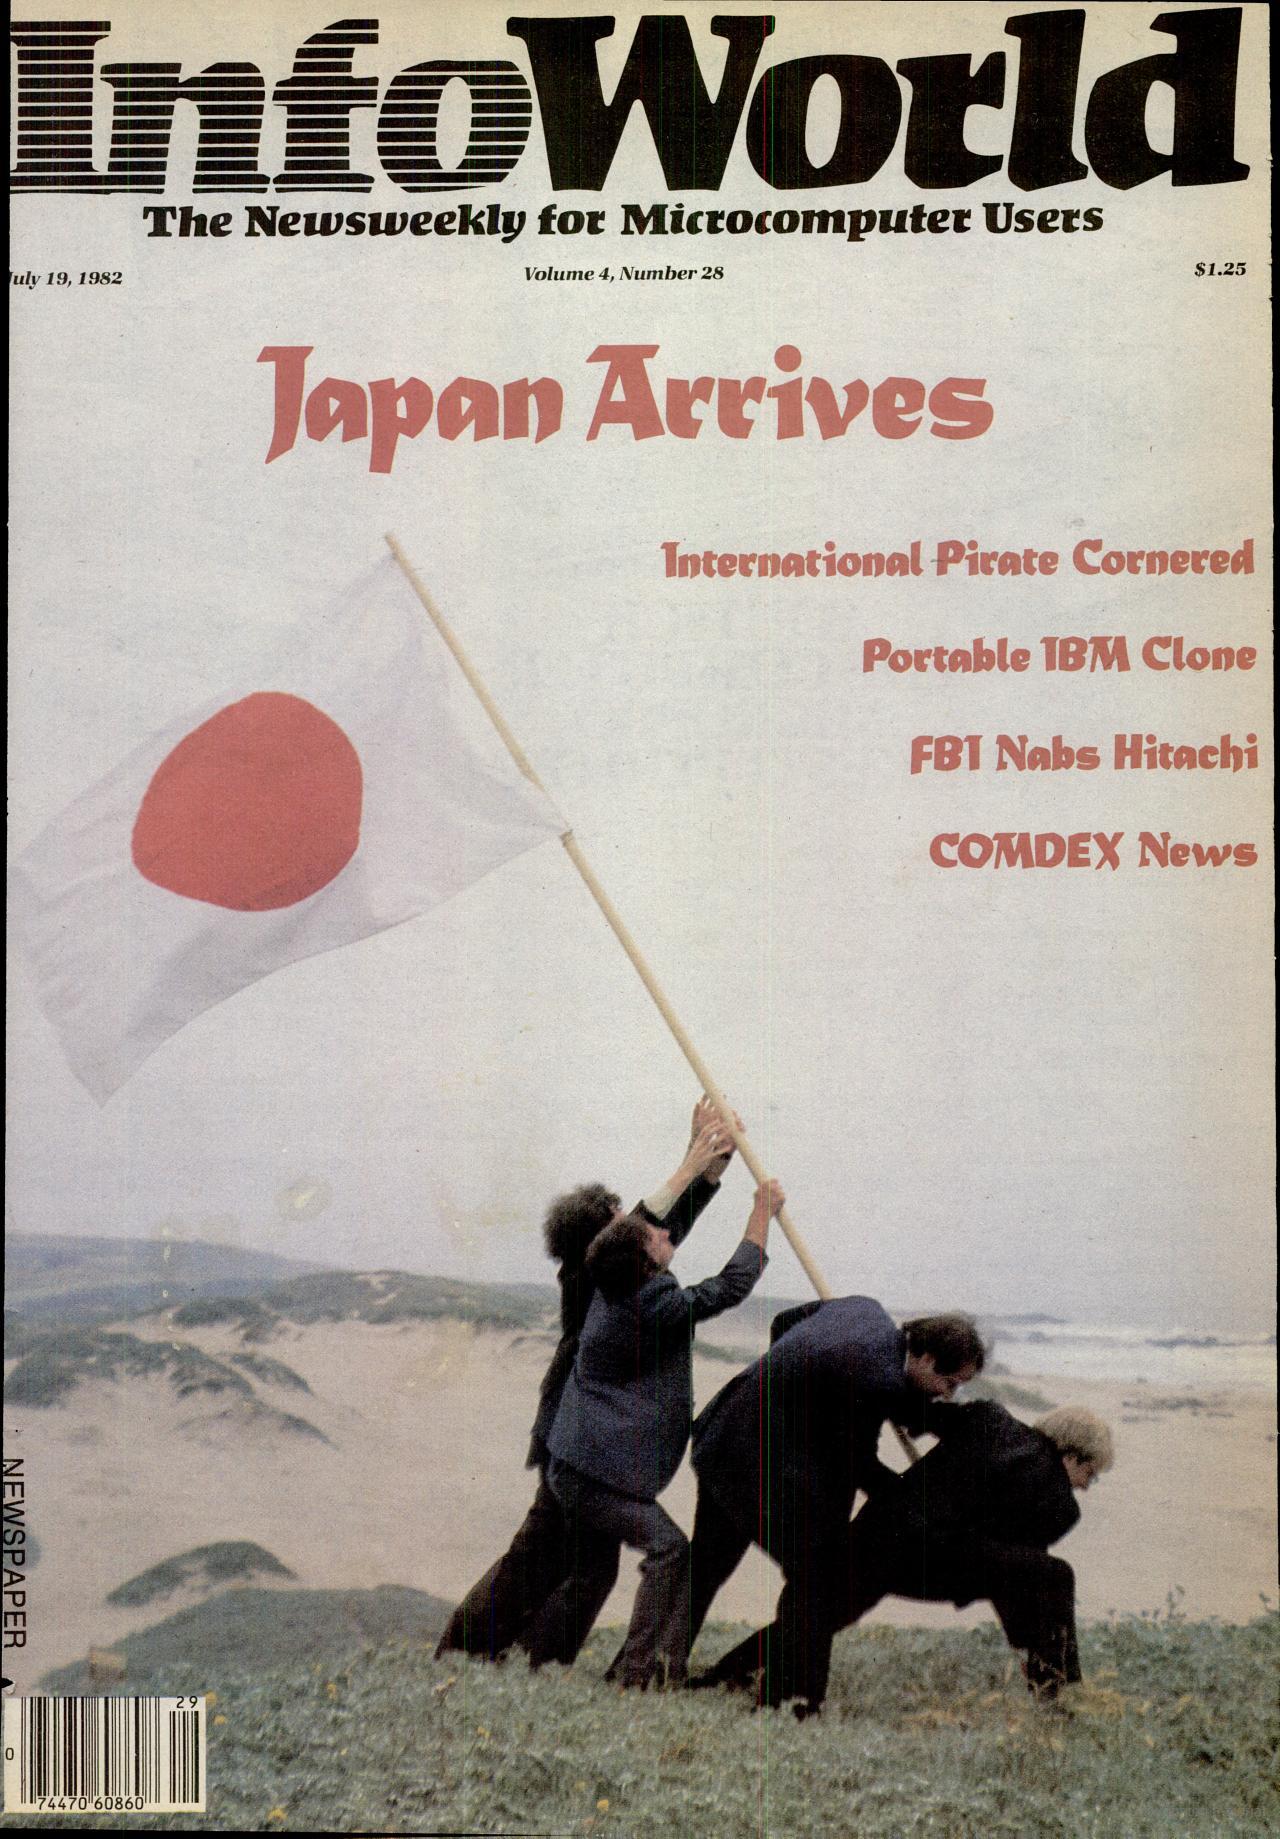 InfoWorld
The Newsweekly for Microcomputer Users
July 19, 1982
Volume 4, Number 28
$1.25
Japan Arrives
International Pirate Cornered
Portable IBM Clone
FBI Nabs Hitachi
COMDEX News
NEWSPAPER
29
0
74470 60860